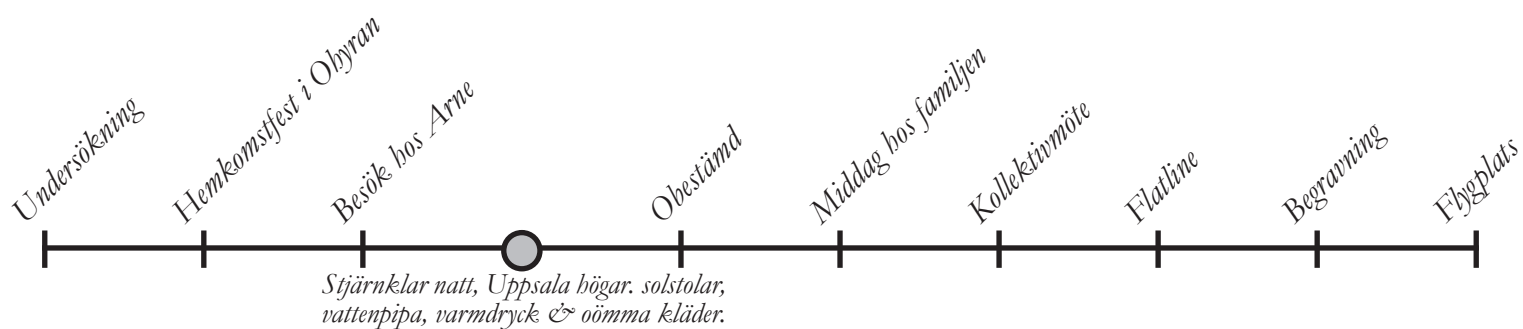 Undersökning
Hemkomstfest i Ohyran
Besök hos Arne
Stjärnklar natt, Uppsala högar. solstolar,
vattenpipa, varmdryck & oömma kläder.
Obestämd
Middag hos familjen
Kollektivmöte
Flatline
Begravning
Flygplats